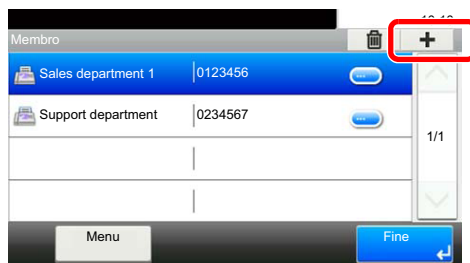 Membro
Sales department 1 0123456
Support department 0234567
1/1
Menu Fine